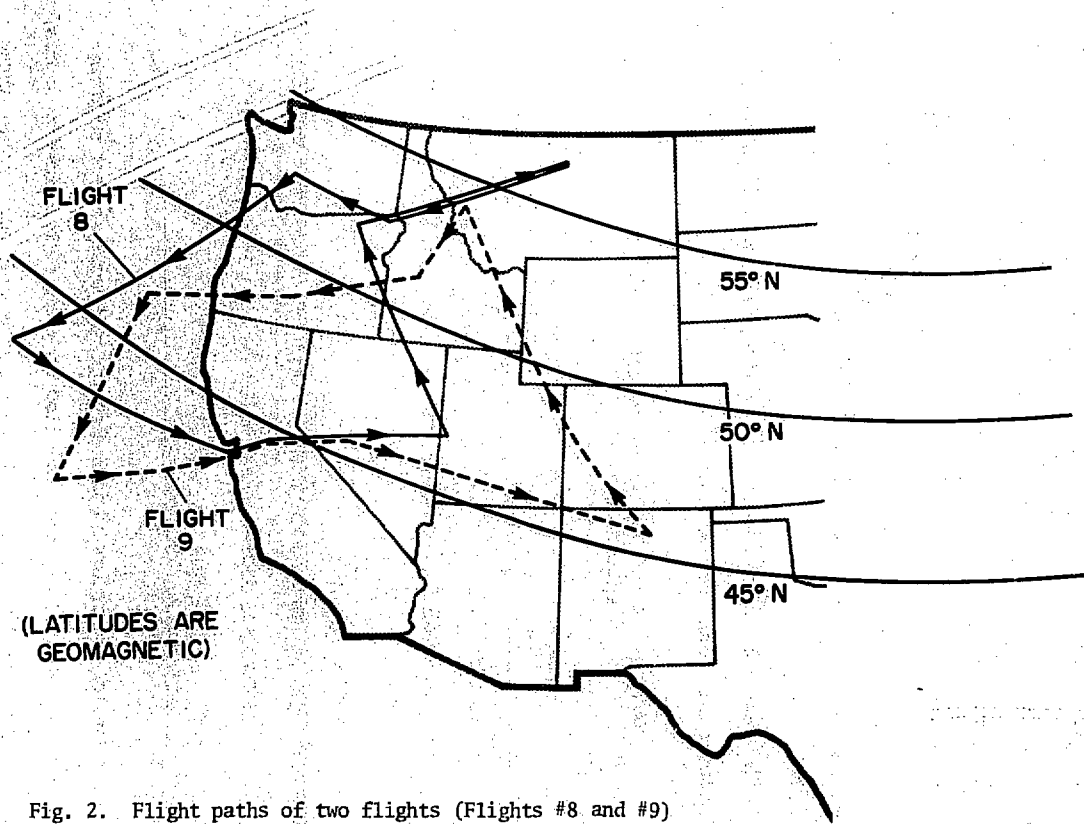 FLIGHT
8
55° N
50° N
FLIGHT
9
45° N
(LATITUDES ARE
GEOMAGNETIC)
Fig. 2. Flight paths of two flights (Flights #8 and #9)